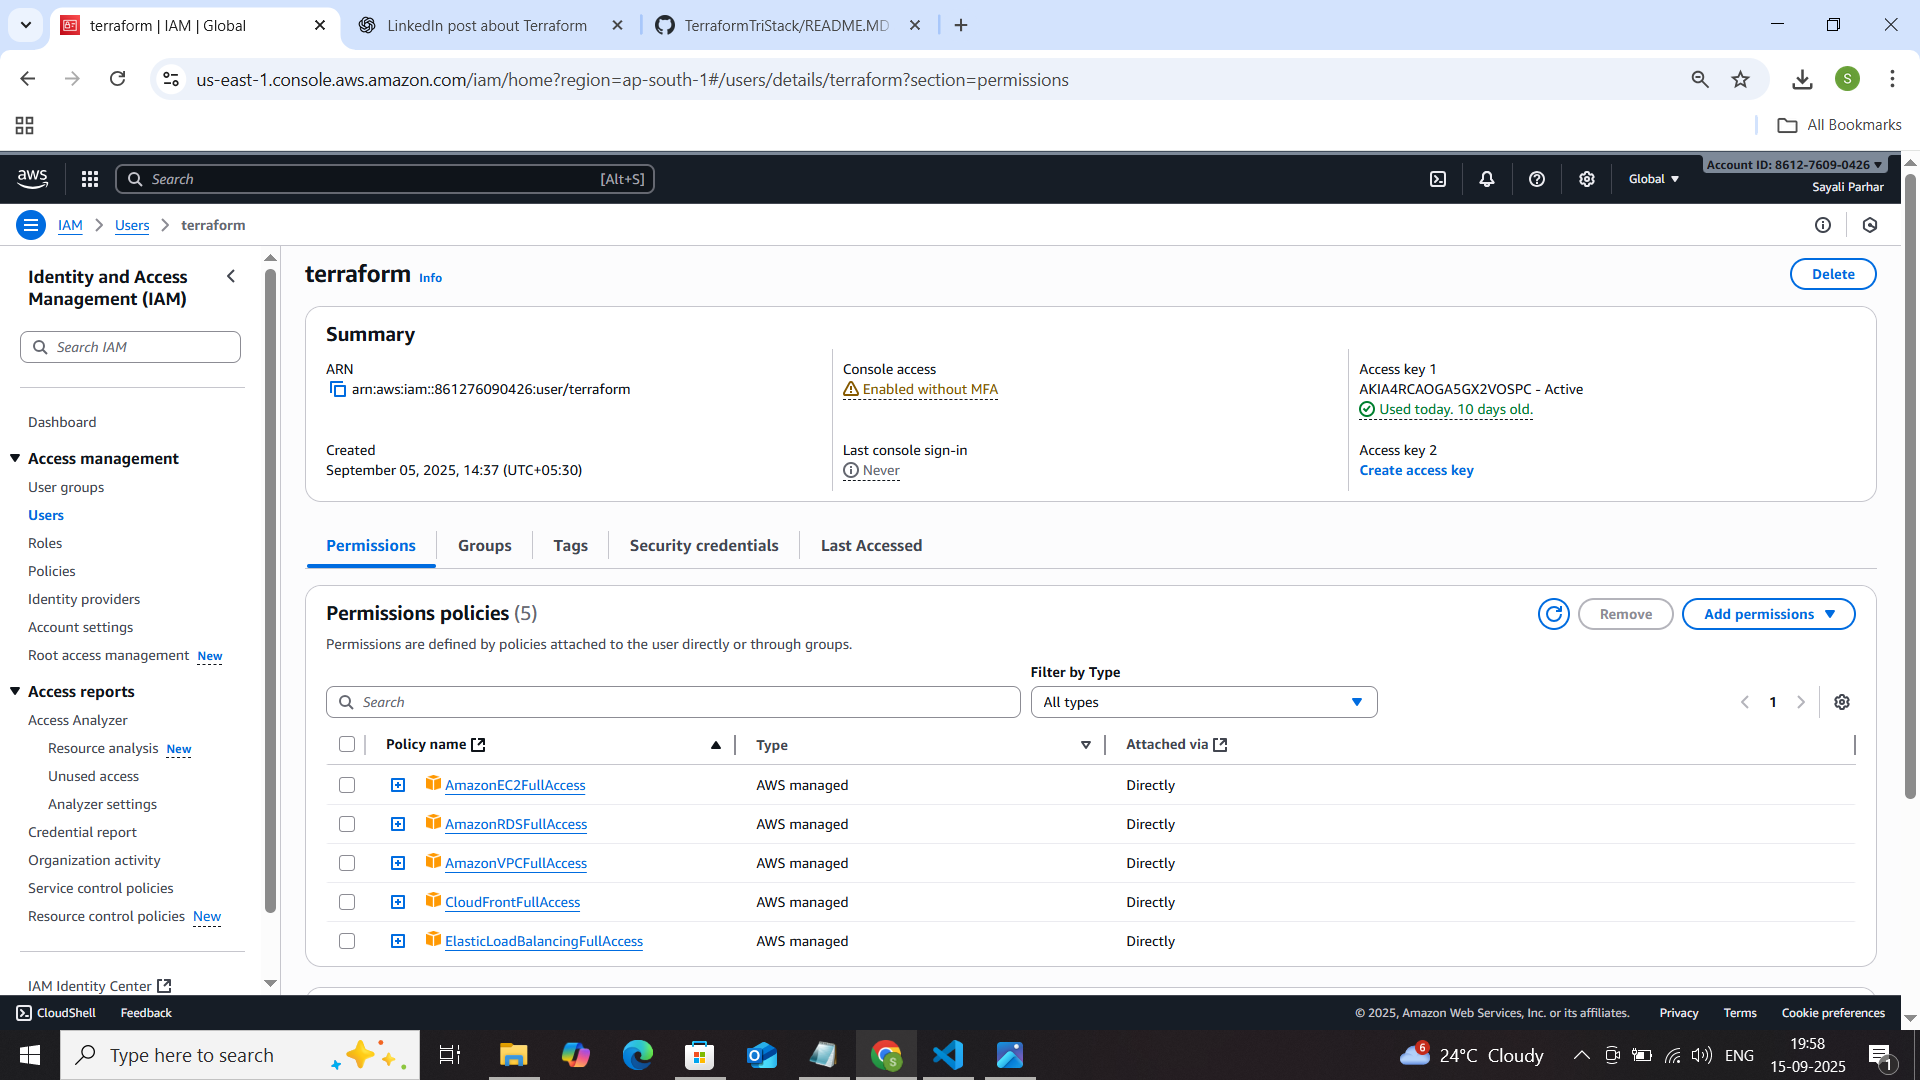 terraform | IAM | Global
LinkedIn post about Terraform
TerraformTriStack/README.MD
us-east-1.console.aws.amazon.com/iam/home?region=ap-south-1#/users/details/terraform?section=permissions
S
All Bookmarks
aws
Search
[Alt+S]
Global
Account ID: 8612-7609-0426
Sayali Parhar
IAM
Users
terraform
Identity and Access
Management (IAM)
Search IAM
Dashboard
Access management
User groups
Users
Roles
Policies
Identity providers
Account settings
Root access management New
Access reports
Access Analyzer
Resource analysis New
Unused access
Analyzer settings
Credential report
Organization activity
Service control policies
Resource control policies New
IAM Identity Center
terraform Info
Delete
Summary
ARN
arn:aws:iam::861276090426:user/terraform
Created
September 05, 2025, 14:37 (UTC+05:30)
Console access
Enabled without MFA
Last console sign-in
Never
Access key 1
AKIA4RCAOGA5GX2VOSPC - Active
Used today. 10 days old.
Access key 2
Create access key
Permissions
Groups
Tags
Security credentials
Last Accessed
Permissions policies (5)
Permissions are defined by policies attached to the user directly or through groups.
Remove
Add permissions
Filter by Type
Search
All types
1
Policy name
Type
Attached via
AmazonEC2FullAccess AWS managed Directly
AmazonRDSFullAccess AWS managed Directly
AmazonVPCFullAccess AWS managed Directly
CloudFrontFullAccess AWS managed Directly
ElasticLoadBalancingFullAccess AWS managed Directly
CloudShell
Feedback
© 2025, Amazon Web Services, Inc. or its affiliates.
Privacy
Terms
Cookie preferences
Type here to search
S
6
24°C Cloudy
ENG
19:58
15-09-2025
1